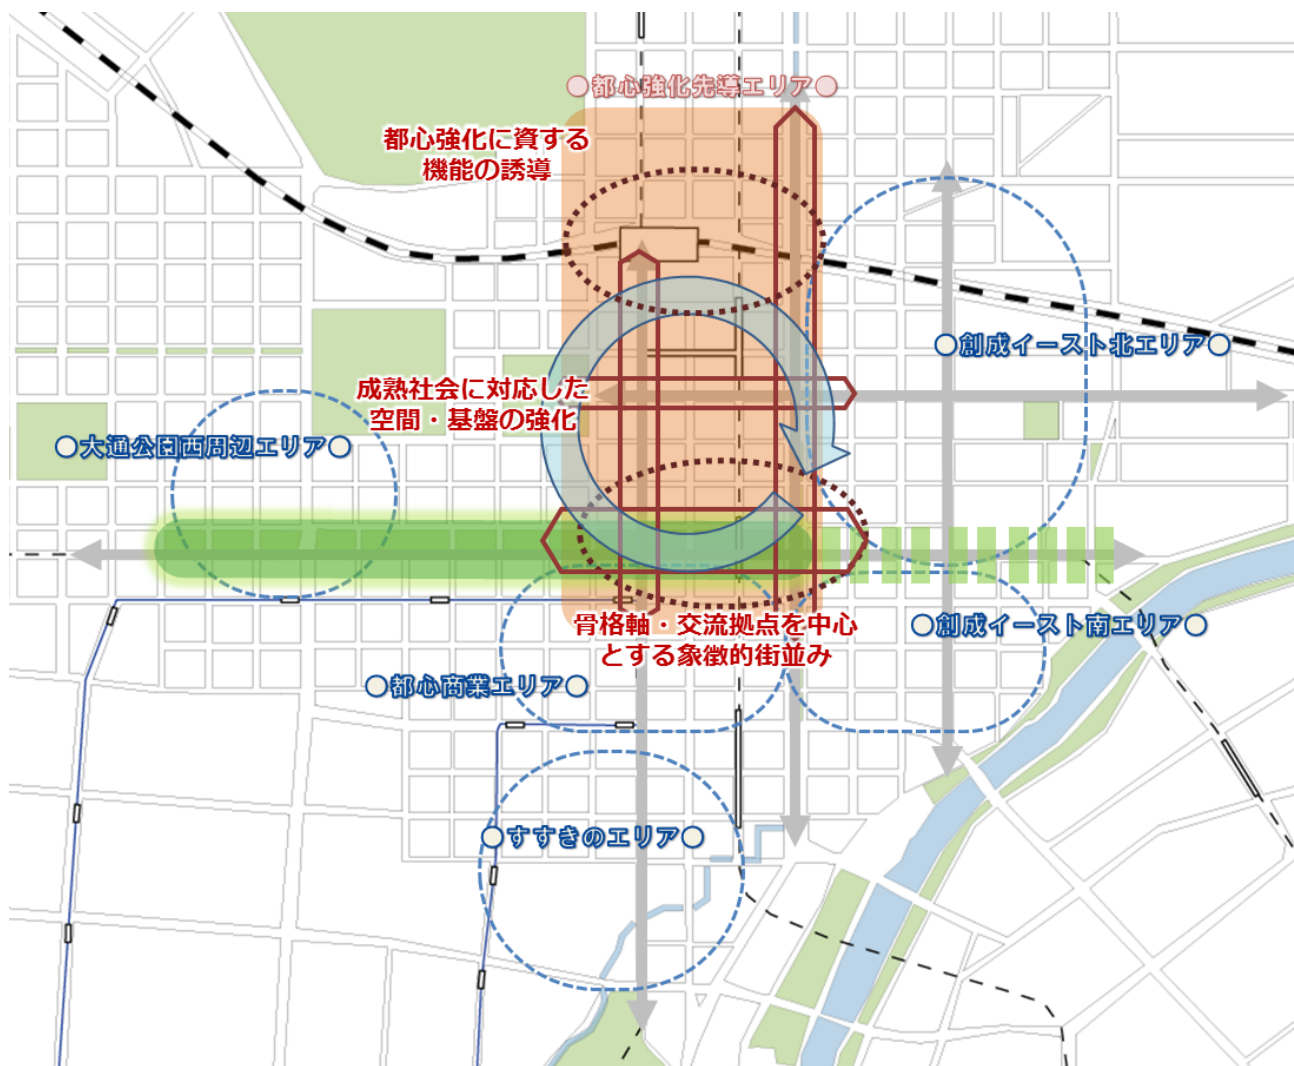 ○都心強化先導エリア○
都心強化に資する
機能の誘導
○創成イースト北エリア○
成熟社会に対応した
空間・基盤の強化
○大通公園西周辺エリア○
骨格軸・交流拠点を中心
とする象徴的街並み
○創成イースト南エリア○
○都心商業エリア○
○すすきのエリア○